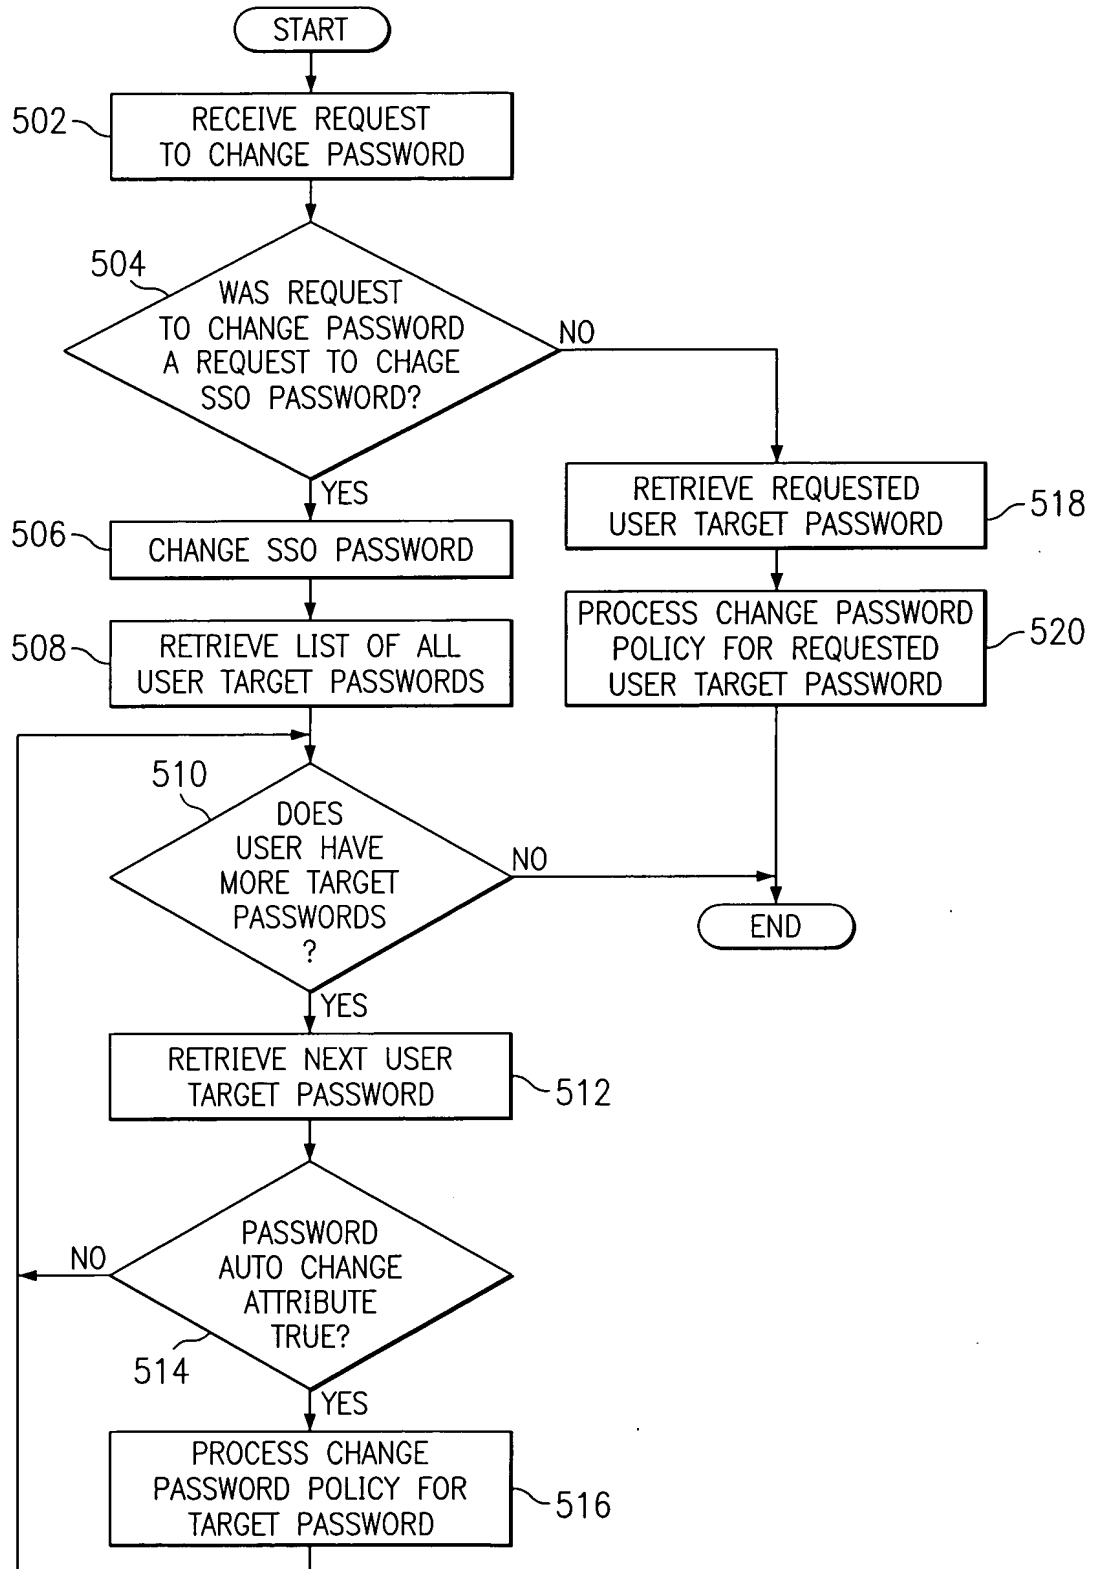 START
502
RECEIVE REQUEST
TO CHANGE PASSWORD
504
WAS REQUEST
TO CHANGE PASSWORD
A REQUEST TO CHAGE
SSO PASSWORD?
NO
YES
506
CHANGE SSO PASSWORD
508
RETRIEVE LIST OF ALL
USER TARGET PASSWORDS
RETRIEVE REQUESTED
USER TARGET PASSWORD
518
PROCESS CHANGE PASSWORD
POLICY FOR REQUESTED
USER TARGET PASSWORD
520
510
DOES
USER HAVE
MORE TARGET
PASSWORDS
?
NO
END
YES
RETRIEVE NEXT USER
TARGET PASSWORD
512
PASSWORD
AUTO CHANGE
ATTRIBUTE
TRUE?
NO
514
YES
PROCESS CHANGE
PASSWORD POLICY FOR
TARGET PASSWORD
516